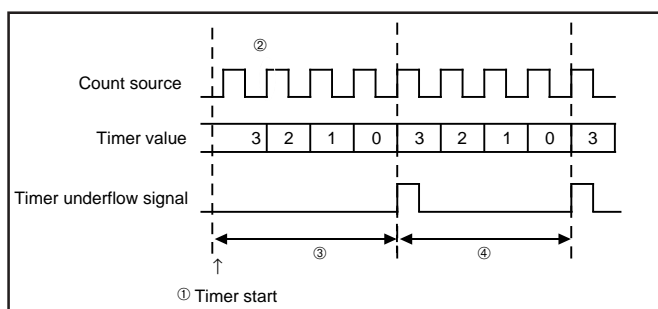 ②
Count source
Timer value 3 2 1 0 3 2 1 0 3
Timer underflow signal
③ ④
↑
① Timer start